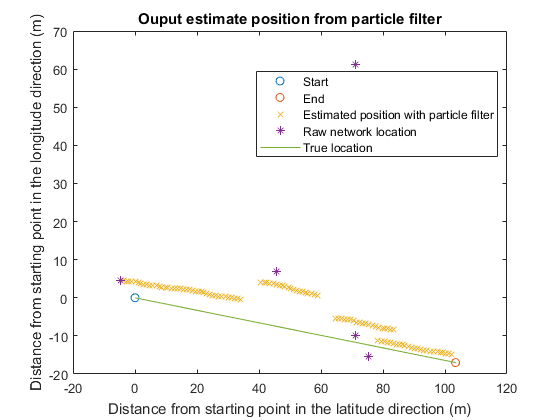 Ouput estimate position from particle filter
Distance from starting point in the longitude direction (m)
70
60
50
40
30
20
10
0
-10
-20
Start
End
Estimated position with particle filter
Raw network location
True location
-20 0 20 40 60 80 100 120
Distance from starting point in the latitude direction (m)